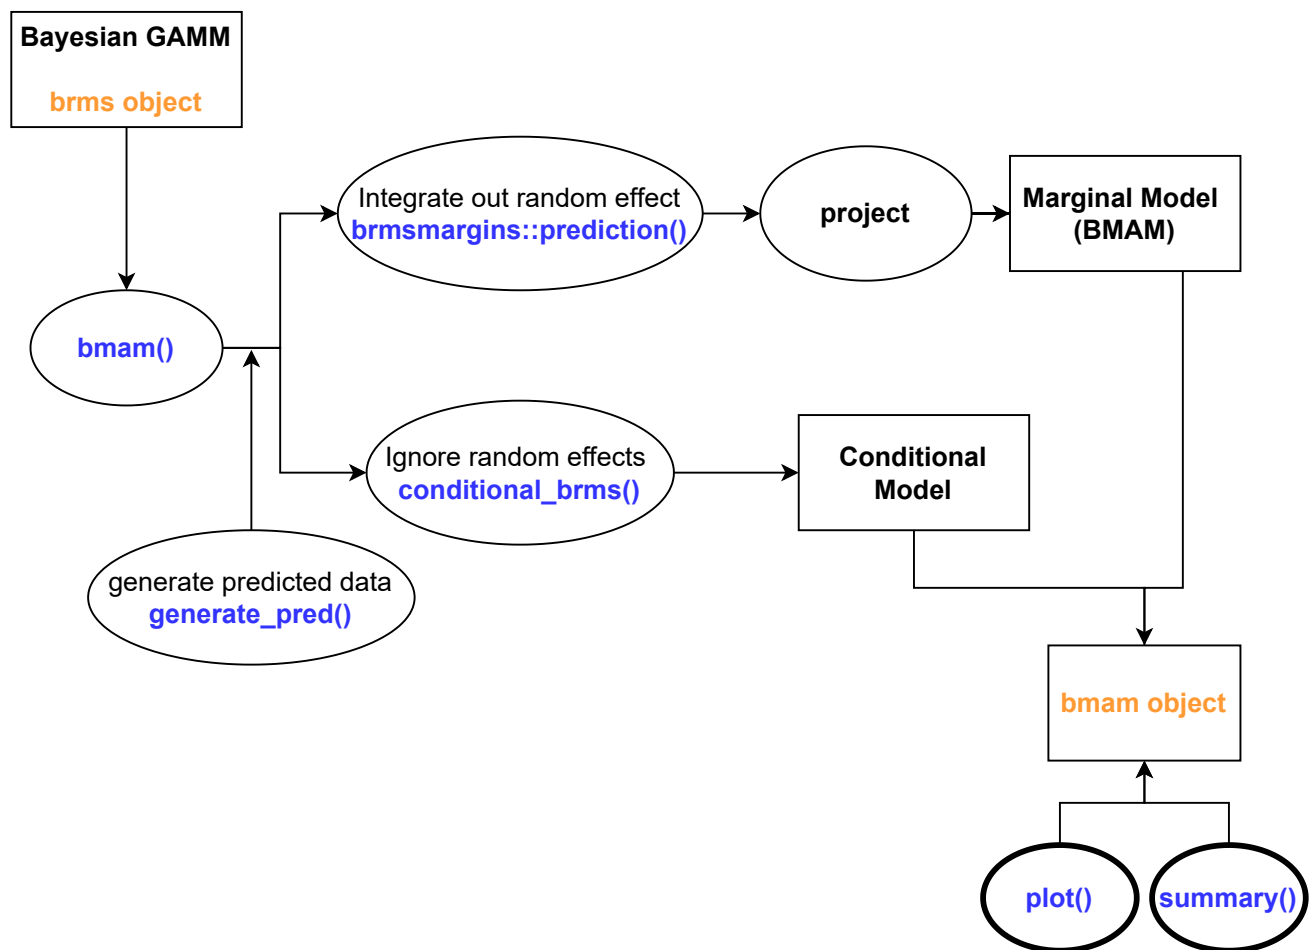 Bayesian GAMM
brms object
Integrate out random effect
brmsmargins::prediction()
project
Marginal Model
(BMAM)
bmam()
Ignore random effects
conditional_brms()
Conditional
Model
generate predicted data
generate_pred()
bmam object
plot()
summary()